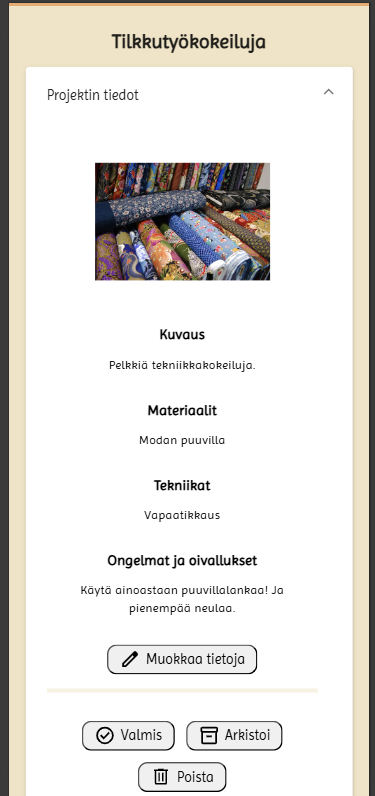 Tilkkutyökokeiluja
Projektin tiedot
Kuvaus
Pelkkiä tekniikkakokeiluja.
Materiaalit
Modan puuvilla
Tekniikat
Vapaatikkaus
Ongelmat ja oivallukset
Käytä ainoastaan puuvillalankaa! Ja
pienempää neulaa.
Muokkaa tietoja
Valmis
Arkistoi
Poista